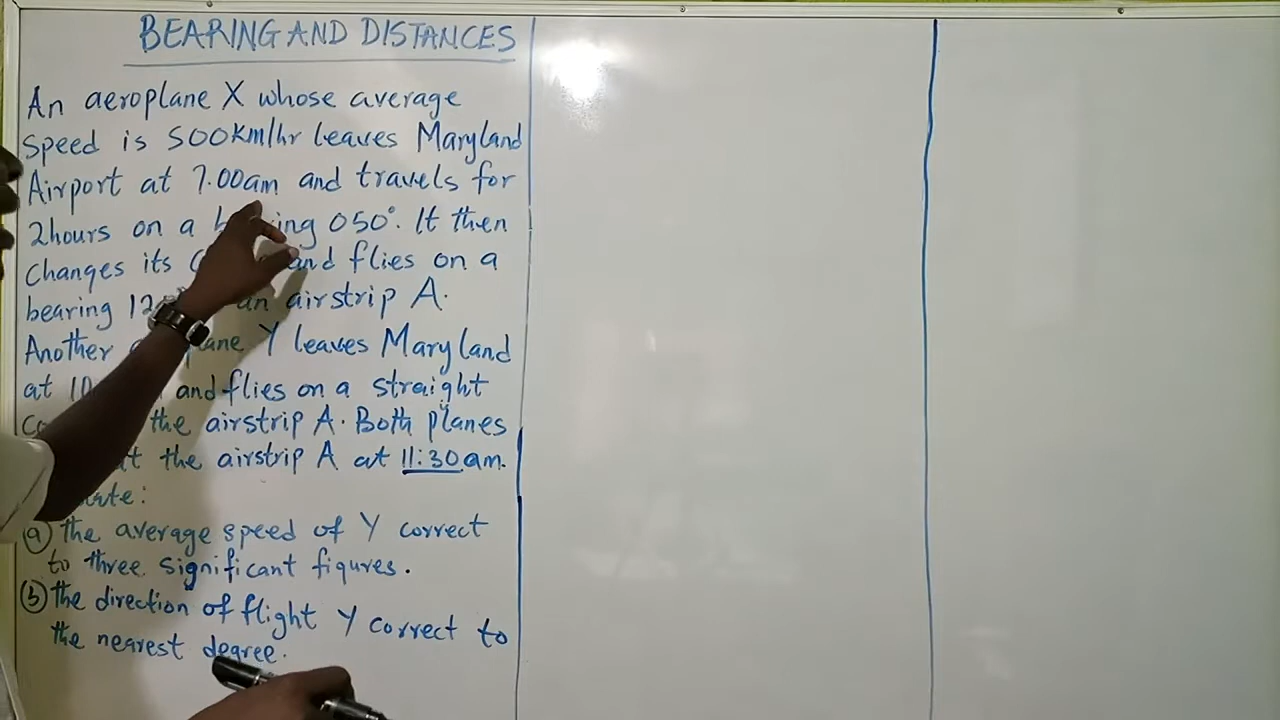 BEARING AND DISTANCES
An aeroplane X whose average
speed is 500km/hr leaves Maryland
Airport at 7.00am and travels for
2hours on a 050°. It then
changes its and flies on a
bearing airstrip A.
Another Y leaves Maryland
at and flies on a straight
the airstrip A. Both planes
the airstrip A at 11:30am.
ⓐ the average speed of Y correct
to three significant figures.
ⓑ the direction of flight Y correct to
the nearest degree.